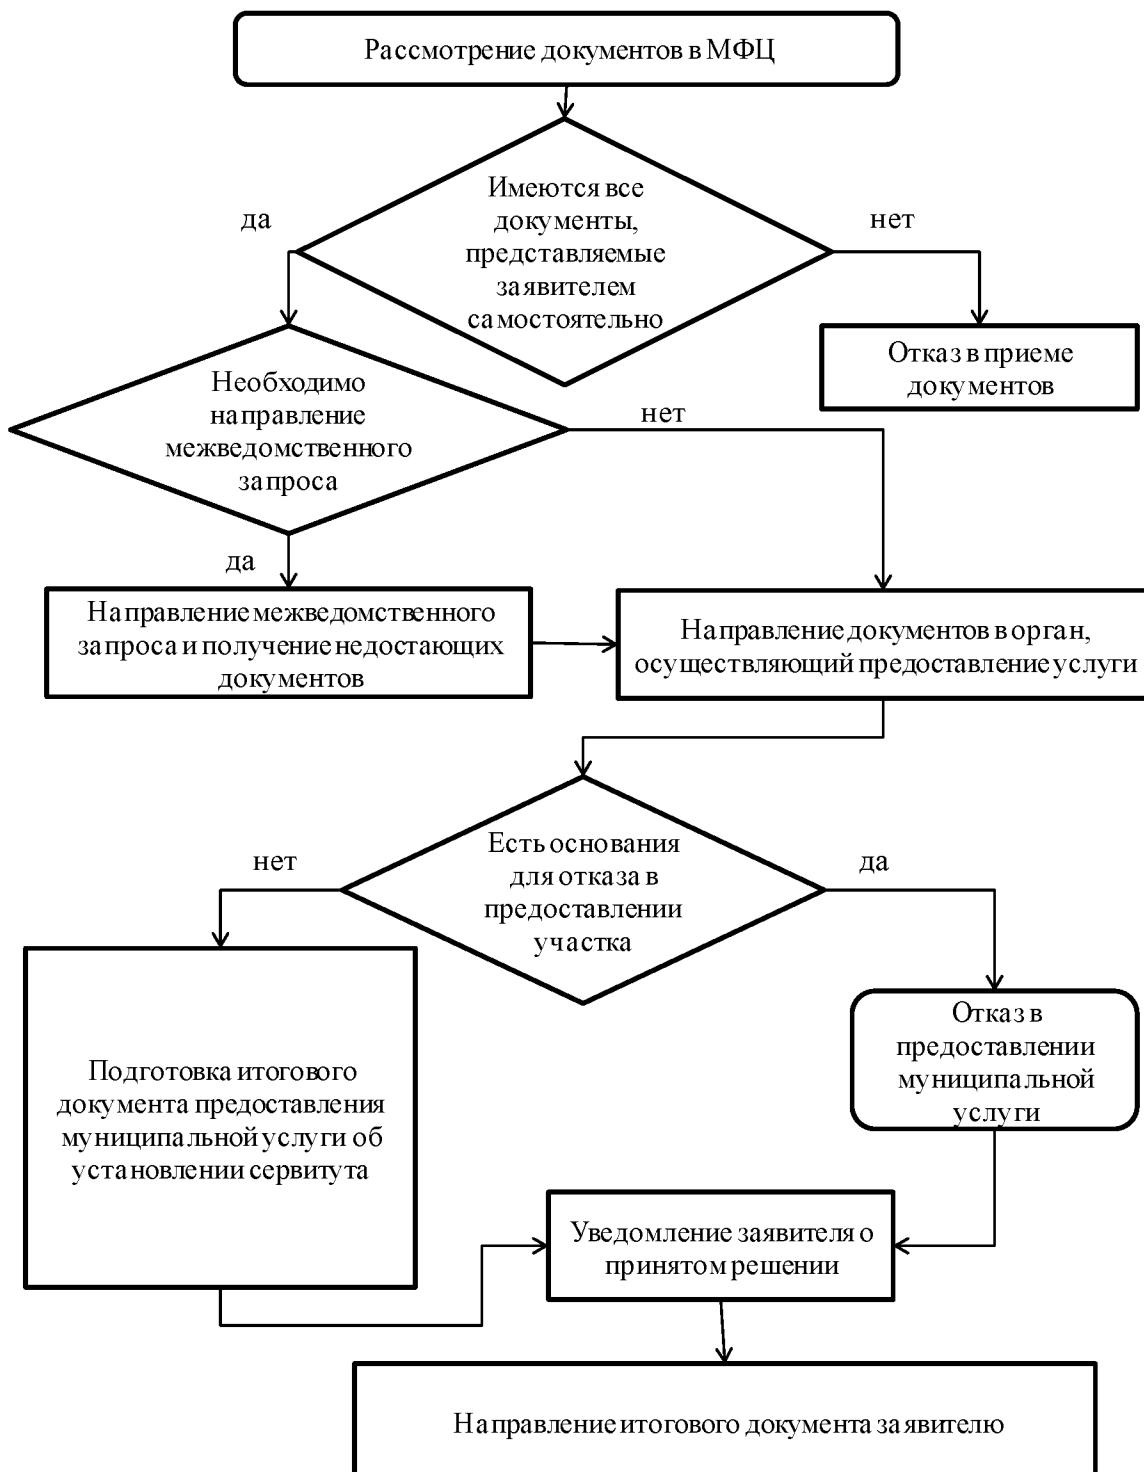 Рассмотрение документов в МФЦ
Имеются все
документы,
представляемые
заявителем
самостоятельно
да
нет
Отказ в приеме
документов
Необходимо
направление
межведомственного
запроса
нет
да
Направление межведомственного
запроса и получение недостающих
документов
Направление документов в орган,
осуществляющий предоставление услуги
Есть основания
для отказа в
предоставлении
участка
нет
да
Подготовка итогового
документа предоставления
муниципальной услуги об
установлении сервитута
Отказ в
предоставлении
муниципальной
услуги
Уведомление заявителя о
принятом решении
Направление итогового документа заявителю